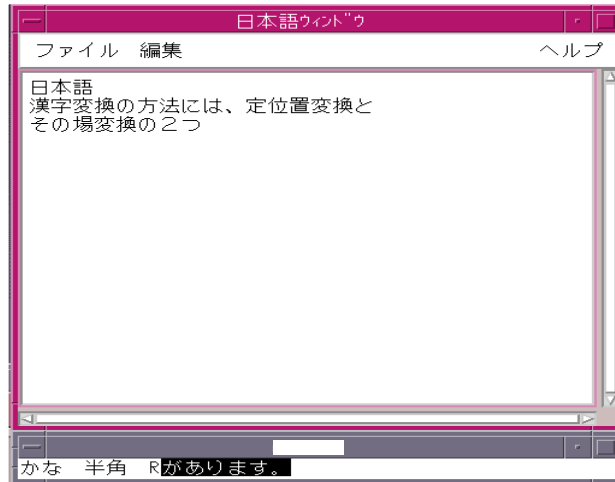 日本語ｳｨﾝﾄﾞｳ
ファイル 編集 ヘルプ
日本語
漢字変換の方法には、定位置変換と
その場変換の２つ
かな 半角 Rがあります。